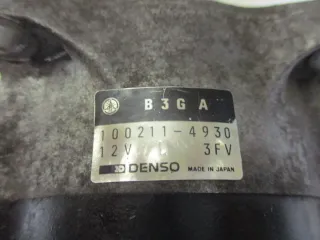 B3GA
100211-4930
12V 3FV
DENSO MADE IN JAPAN